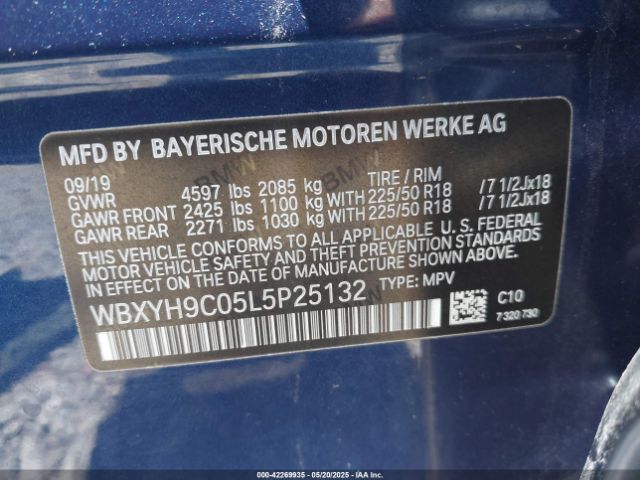 MFD BY BAYERISCHE MOTOREN WERKE AG
09/19 TIRE / RIM
GVWR 4597 lbs 2085 kg
GAWR FRONT 2425 lbs 1100 kg WITH 225/50 R18 /7 1/2Jx18
GAWR REAR 2271 lbs 1030 kg WITH 225/50 R18 /7 1/2Jx18
THIS VEHICLE CONFORMS TO ALL APPLICABLE U. S. FEDERAL
MOTOR VEHICLE SAFETY AND THEFT PREVENTION STANDARDS
IN EFFECT ON THE DATE OF MANUFACTURE SHOWN ABOVE.
WBXYH9C05L5P25132 TYPE: MPV
C10
7 320 730
000-42269935 - 05/20/2025 - IAAI.COM